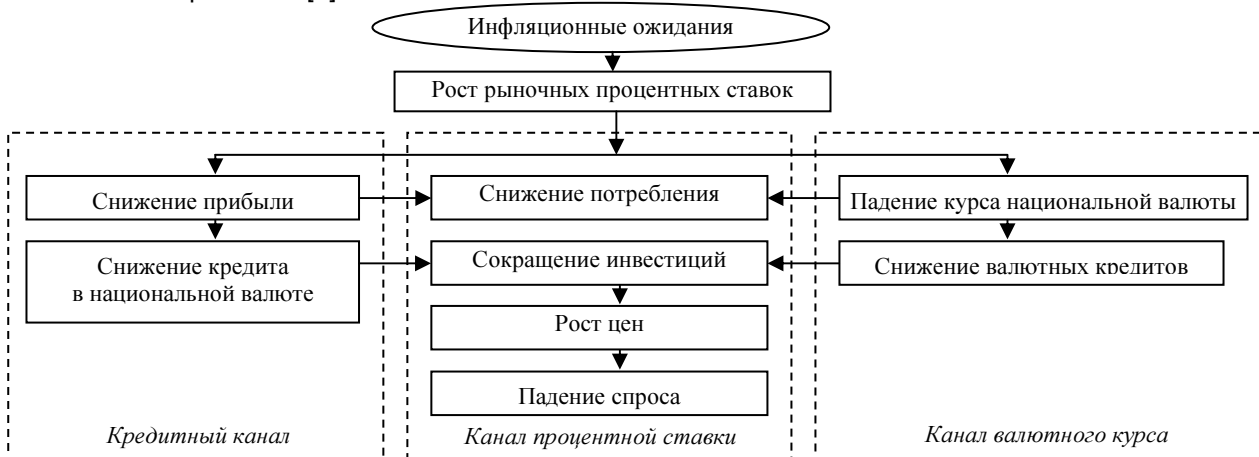 Инфляционные ожидания
Рост рыночных процентных ставок
Снижение прибыли
Снижение потребления
Падение курса национальной валюты
Снижение кредита
в национальной валюте
Сокращение инвестиций
Снижение валютных кредитов
Рост цен
Падение спроса
Кредитный канал
Канал процентной ставки
Канал валютного курса